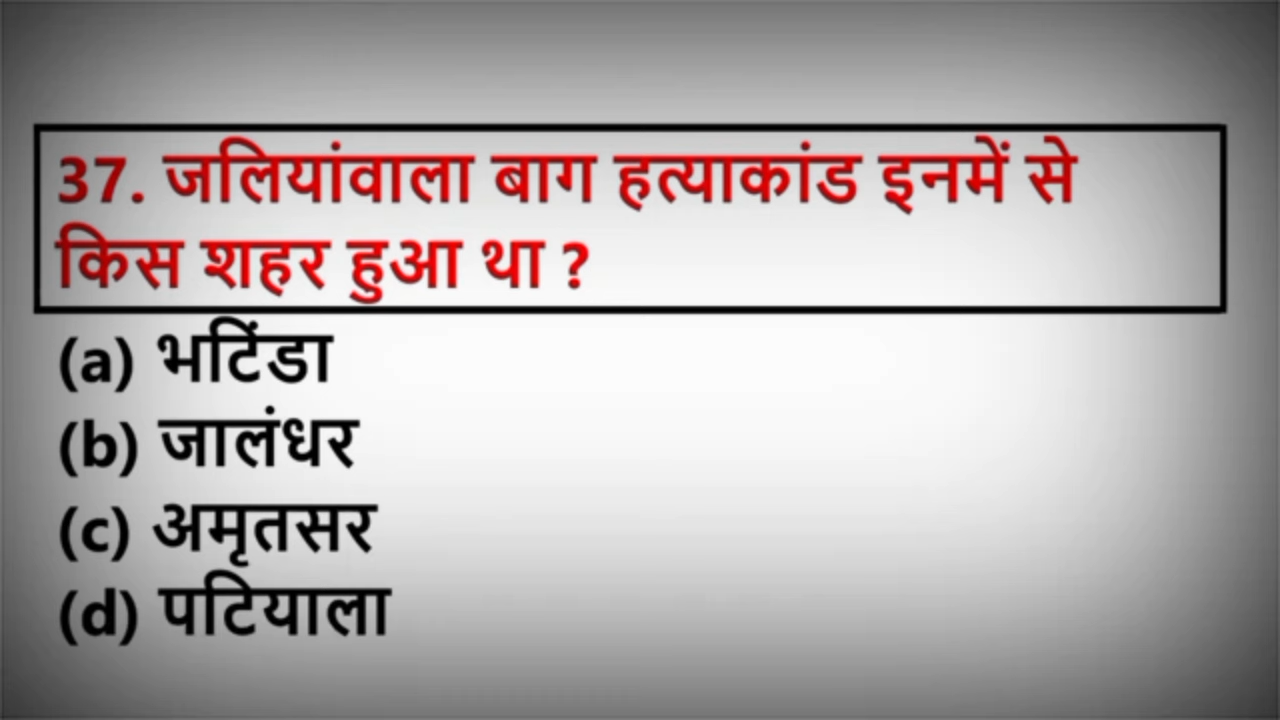 37. जलियांवाला बाग हत्याकांड इनमें से
किस शहर हुआ था ?
(a) भटिंडा
(b) जालंधर
(c) अमृतसर
(d) पटियाला